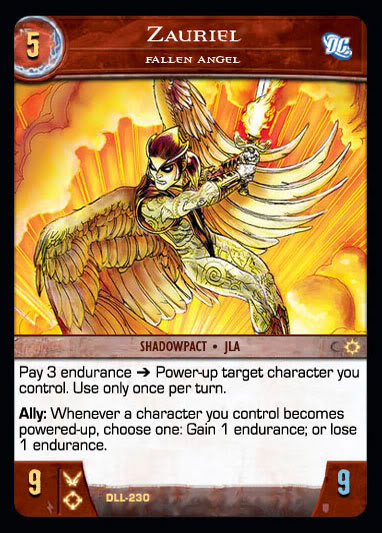 5
ZAURIEL
FALLEN ANGEL
DC
SHADOWPACT • JLA
C
Pay 3 endurance ➔ Power-up target character you
control. Use only once per turn.
Ally: Whenever a character you control becomes
powered-up, choose one: Gain 1 endurance; or lose
1 endurance.
9
DLL-230
9